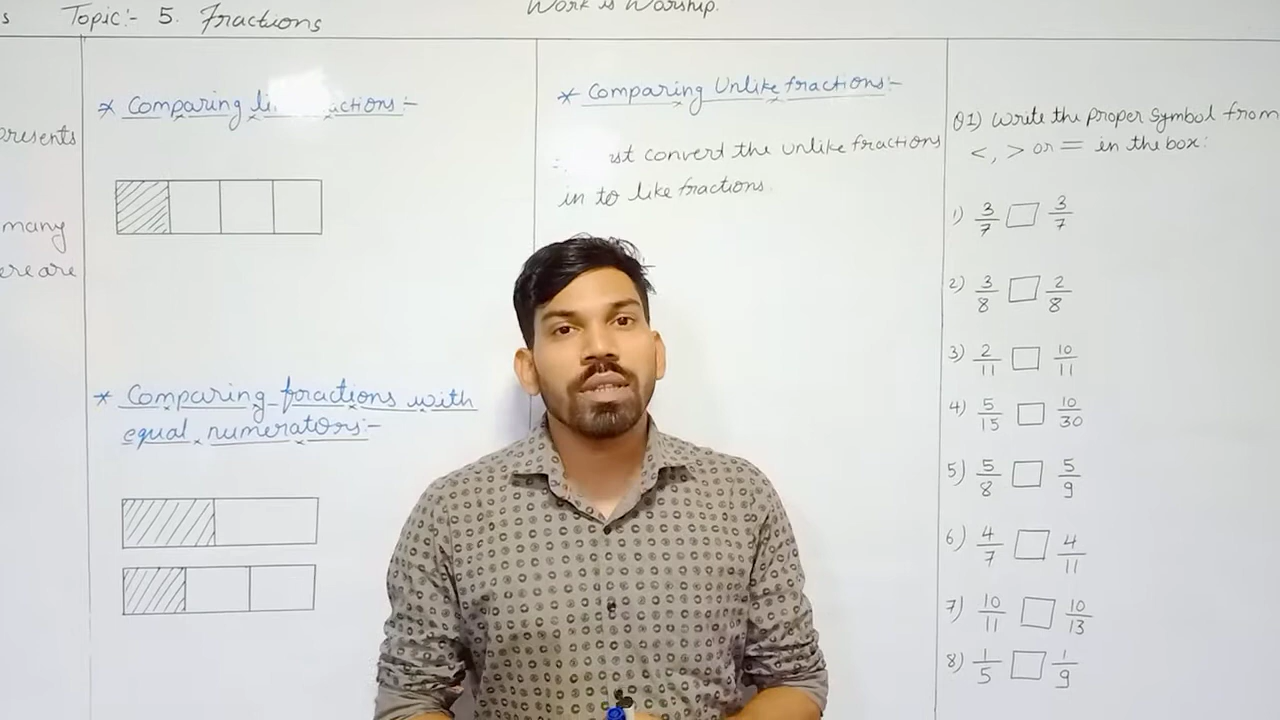 s Topic:- 5. Fractions
Work is Worship.
presents
many
ere are
* Comparing li actions:-
* Comparing fractions with
equal numerators:-
* Comparing Unlike fractions:-
ust convert the unlike fractions
in to like fractions.
Q1) Write the proper symbol from
<, > or = in the box:
1) 3/7 □ 3/7
2) 3/8 □ 2/8
3) 2/11 □ 10/11
4) 5/15 □ 10/30
5) 5/8 □ 5/9
6) 4/7 □ 4/11
7) 10/11 □ 10/13
8) 1/5 □ 1/9